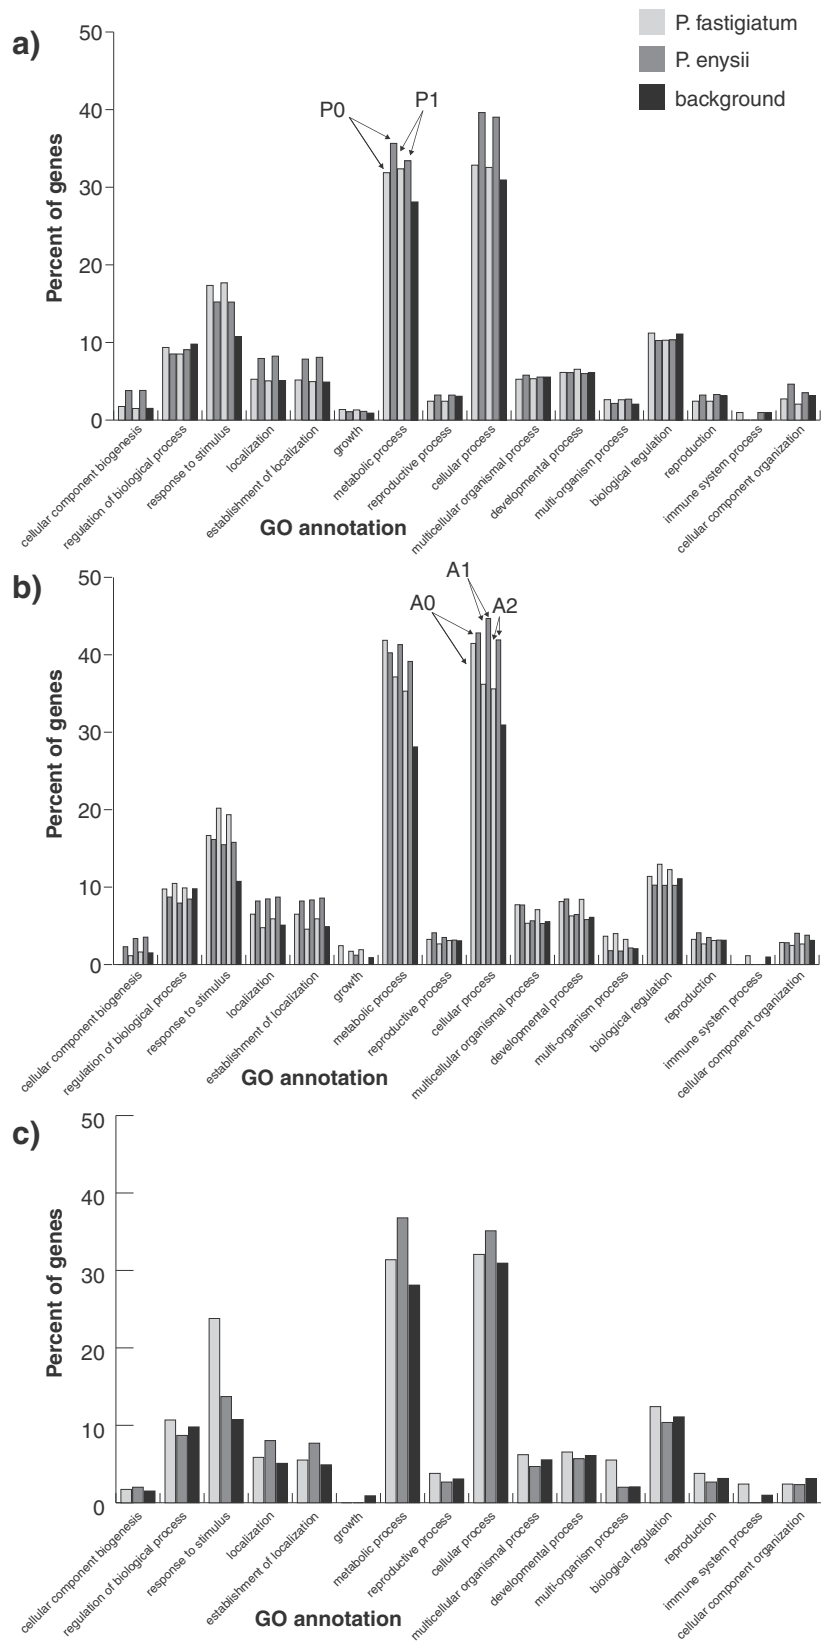 a)
P. fastigiatum
P. enysii
background
P0
P1
Percent of genes
50
40
30
20
10
0
cellular component biogenesis
regulation of biological process
response to stimulus
localization
establishment of localization
growth
metabolic process
reproductive process
cellular process
multicellular organismal process
developmental process
multi-organism process
biological regulation
reproduction
immune system process
cellular component organization
GO annotation
b)
A1
A0
A2
Percent of genes
50
40
30
20
10
0
cellular component biogenesis
regulation of biological process
response to stimulus
localization
establishment of localization
growth
metabolic process
reproductive process
cellular process
multicellular organismal process
developmental process
multi-organism process
biological regulation
reproduction
immune system process
cellular component organization
GO annotation
c)
Percent of genes
50
40
30
20
10
0
cellular component biogenesis
regulation of biological process
response to stimulus
localization
establishment of localization
growth
metabolic process
reproductive process
cellular process
multicellular organismal process
developmental process
multi-organism process
biological regulation
reproduction
immune system process
cellular component organization
GO annotation